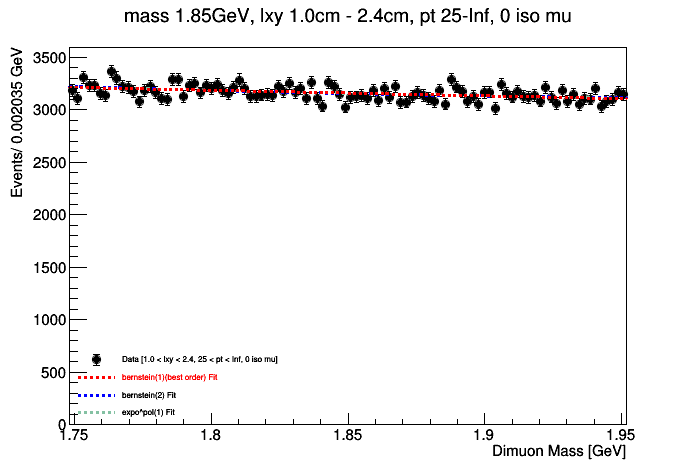 mass 1.85GeV, lxy 1.0cm - 2.4cm, pt 25-Inf, 0 iso mu
Events/ 0.002035 GeV
3500
3000
2500
2000
1500
1000
500
0
Data [1.0 < lxy < 2.4, 25 < pt < Inf, 0 iso mu]
bernstein(1)(best order) Fit
bernstein(2) Fit
expo^pol(1) Fit
1.75 1.8 1.85 1.9 1.95
Dimuon Mass [GeV]